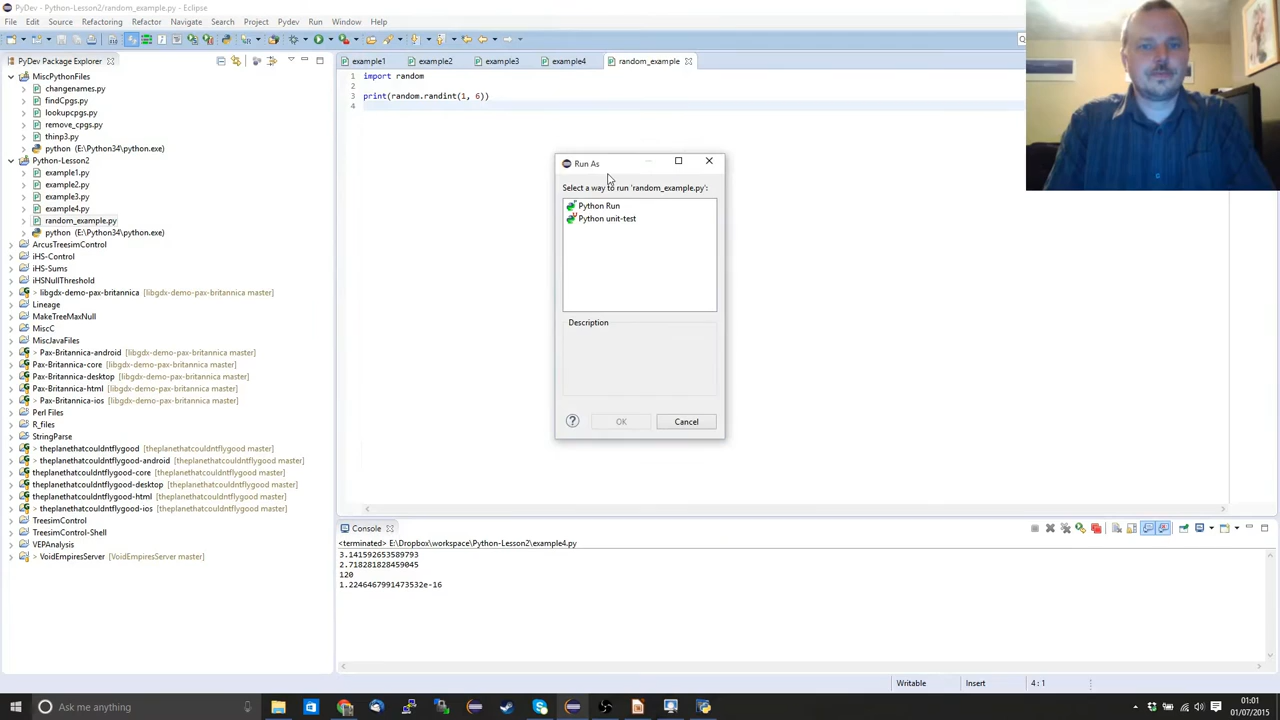 PyDev - Python-Lesson2/random_example.py - Eclipse
File Edit Source Refactoring Refactor Navigate Search Project Pydev Run Window Help
PyDev Package Explorer
MiscPythonFiles
changenames.py
findCpgs.py
lookupcpgs.py
remove_cpgs.py
thinp3.py
python (E:\Python34\python.exe)
Python-Lesson2
example1.py
example2.py
example3.py
example4.py
random_example.py
python (E:\Python34\python.exe)
ArcusTreesimControl
iHS-Control
iHS-Sums
iHSNullThreshold
> libgdx-demo-pax-britannica [libgdx-demo-pax-britannica master]
Lineage
MakeTreeMaxNull
MiscC
MiscJavaFiles
> Pax-Britannica-android [libgdx-demo-pax-britannica master]
Pax-Britannica-core [libgdx-demo-pax-britannica master]
Pax-Britannica-desktop [libgdx-demo-pax-britannica master]
Pax-Britannica-html [libgdx-demo-pax-britannica master]
> Pax-Britannica-ios [libgdx-demo-pax-britannica master]
Perl Files
R_files
StringParse
> theplanethatcouldntflygood [theplanethatcouldntflygood master]
> theplanethatcouldntflygood-android [theplanethatcouldntflygood master]
theplanethatcouldntflygood-core [theplanethatcouldntflygood master]
theplanethatcouldntflygood-desktop [theplanethatcouldntflygood master]
theplanethatcouldntflygood-html [theplanethatcouldntflygood master]
> theplanethatcouldntflygood-ios [theplanethatcouldntflygood master]
TreesimControl
TreesimControl-Shell
VEPAnalysis
> VoidEmpiresServer [VoidEmpiresServer master]
example1 example2 example3 example4 random_example
1 import random
2
3 print(random.randint(1, 6))
4
Run As
Select a way to run 'random_example.py':
Python Run
Python unit-test
Description
OK Cancel
Console
<terminated> E:\Dropbox\workspace\Python-Lesson2\example4.py
3.141592653589793
2.718281828459045
120
1.2246467991473532e-16
Writable Insert 4 : 1
Ask me anything
01:01
01/07/2015